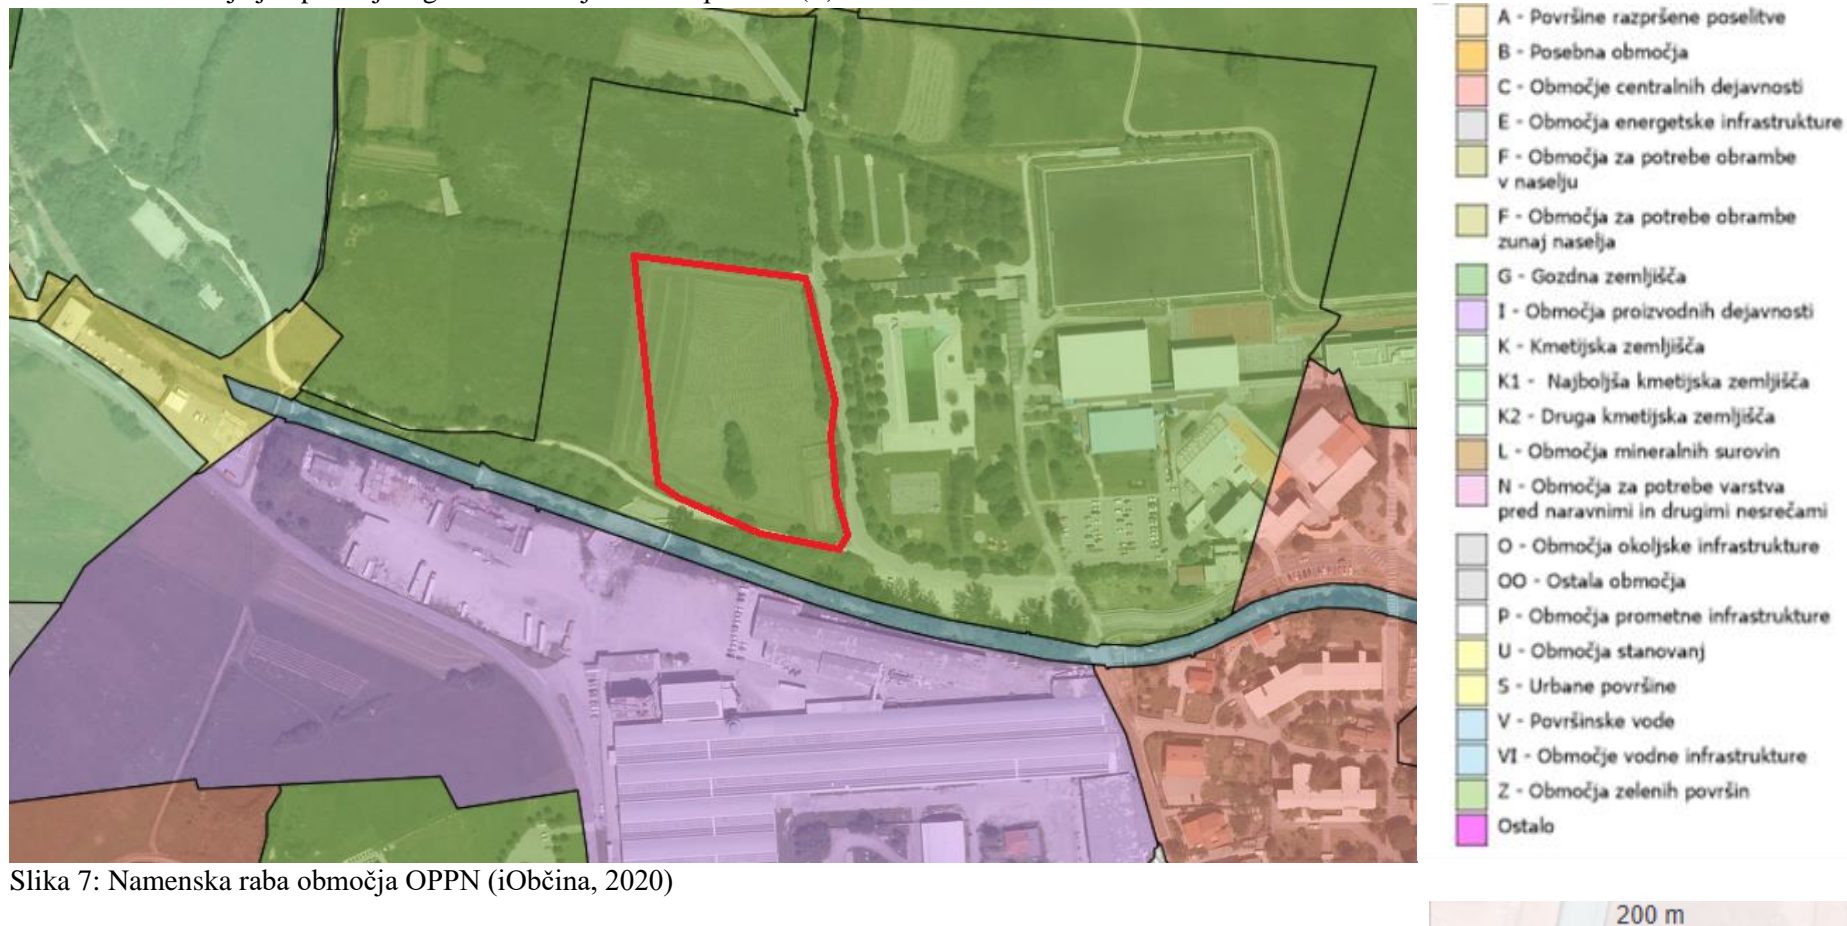 A - Površine razpršene poselitve
B - Posebna območja
C - Območje centralnih dejavnosti
E - Območja energetske infrastrukture
F - Območja za potrebe obrambe
v naselju
F - Območja za potrebe obrambe
zunaj naselja
G - Gozdna zemljišča
I - Območja proizvodnih dejavnosti
K - Kmetijska zemljišča
K1 - Najboljša kmetijska zemljišča
K2 - Druga kmetijska zemljišča
L - Območja mineralnih surovin
N - Območja za potrebe varstva
pred naravnimi in drugimi nesrečami
O - Območja okoljske infrastrukture
OO - Ostala območja
P - Območja prometne infrastrukture
U - Območja stanovanj
S - Urbane površine
V - Površinske vode
VI - Območje vodne infrastrukture
Z - Območja zelenih površin
Ostalo
Slika 7: Namenska raba območja OPPN (iObčina, 2020)
200 m